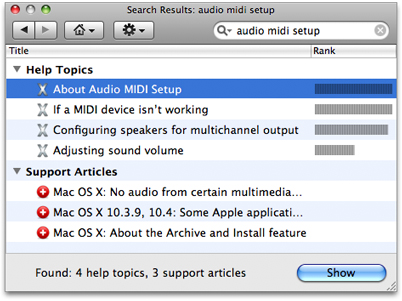 Search Results: audio midi setup
audio midi setup
Title Rank
Help Topics
About Audio MIDI Setup
If a MIDI device isn't working
Configuring speakers for multichannel output
Adjusting sound volume
Support Articles
Mac OS X: No audio from certain multimedia...
Mac OS X 10.3.9, 10.4: Some Apple applicati...
Mac OS X: About the Archive and Install feature
Found: 4 help topics, 3 support articles
Show